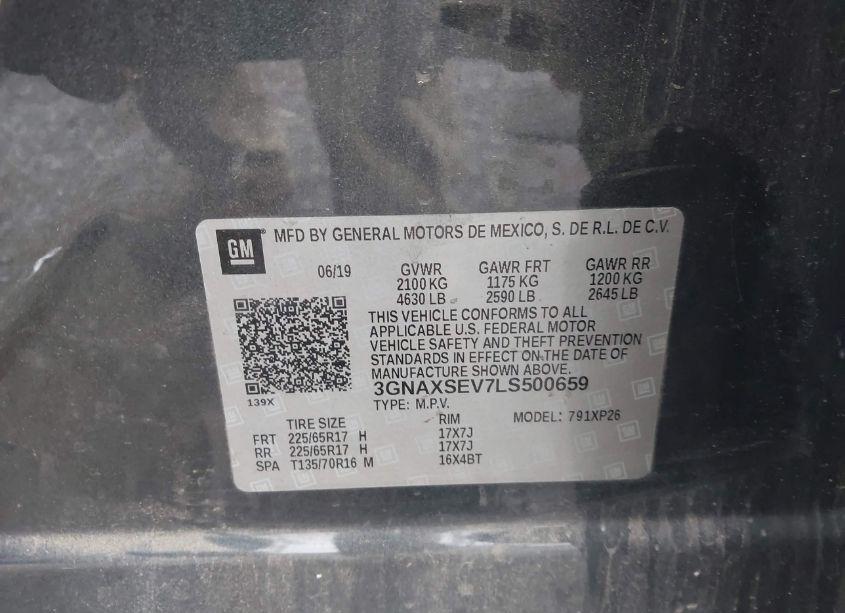 GM
MFD BY GENERAL MOTORS DE MEXICO, S. DE R.L. DE C.V.
06/19 GVWR GAWR FRT GAWR RR
2100 KG 1175 KG 1200 KG
4630 LB 2590 LB 2645 LB
THIS VEHICLE CONFORMS TO ALL
APPLICABLE U.S. FEDERAL MOTOR
VEHICLE SAFETY AND THEFT PREVENTION
STANDARDS IN EFFECT ON THE DATE OF
MANUFACTURE SHOWN ABOVE.
3GNAXSEV7LS500659
139X
TYPE: M.P.V.
TIRE SIZE RIM MODEL: 791XP26
FRT 225/65R17 H 17X7J
RR 225/65R17 H 17X7J
SPA T135/70R16 M 16X4BT